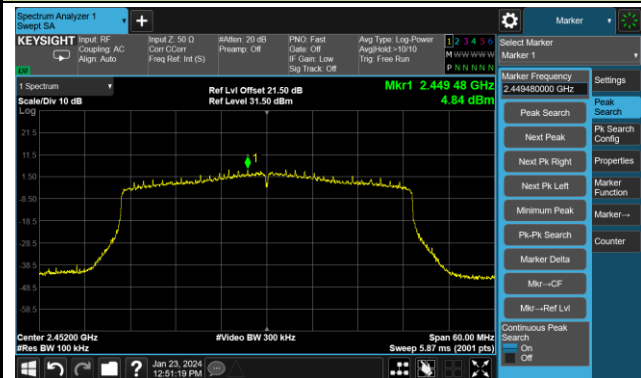 Spectrum Analyzer 1
Swept SA
KEYSIGHT
Input: RF
Coupling: AC
Align: Auto
Input Z: 50 Ω
Corr CCorr
Freq Ref: Int (S)
#Atten: 20 dB
Preamp: Off
PNO: Fast
Gate: Off
IF Gain: Low
Sig Track: Off
Avg Type: Log-Power
Avg|Hold:>10/10
Trig: Free Run
1 2 3 4 5 6
M W W W W W
P N N N N N
LXI
1 Spectrum
Scale/Div 10 dB
Log
Ref Lvl Offset 21.50 dB
Ref Level 31.50 dBm
Mkr1 2.449 48 GHz
4.84 dBm
1
21.5
11.5
1.50
-8.50
-18.5
-28.5
-38.5
-48.5
-58.5
Center 2.45200 GHz
#Res BW 100 kHz
#Video BW 300 kHz
Span 60.00 MHz
Sweep 5.87 ms (2001 pts)
Jan 23, 2024
12:51:19 PM
Marker
Select Marker
Marker 1
Marker Frequency
2.449480000 GHz
Peak Search
Next Peak
Next Pk Right
Next Pk Left
Minimum Peak
Pk-Pk Search
Marker Delta
Mkr→CF
Mkr→Ref Lvl
Continuous Peak
Search
On
Off
Settings
Peak
Search
Pk Search
Config
Properties
Marker
Function
Marker→
Counter